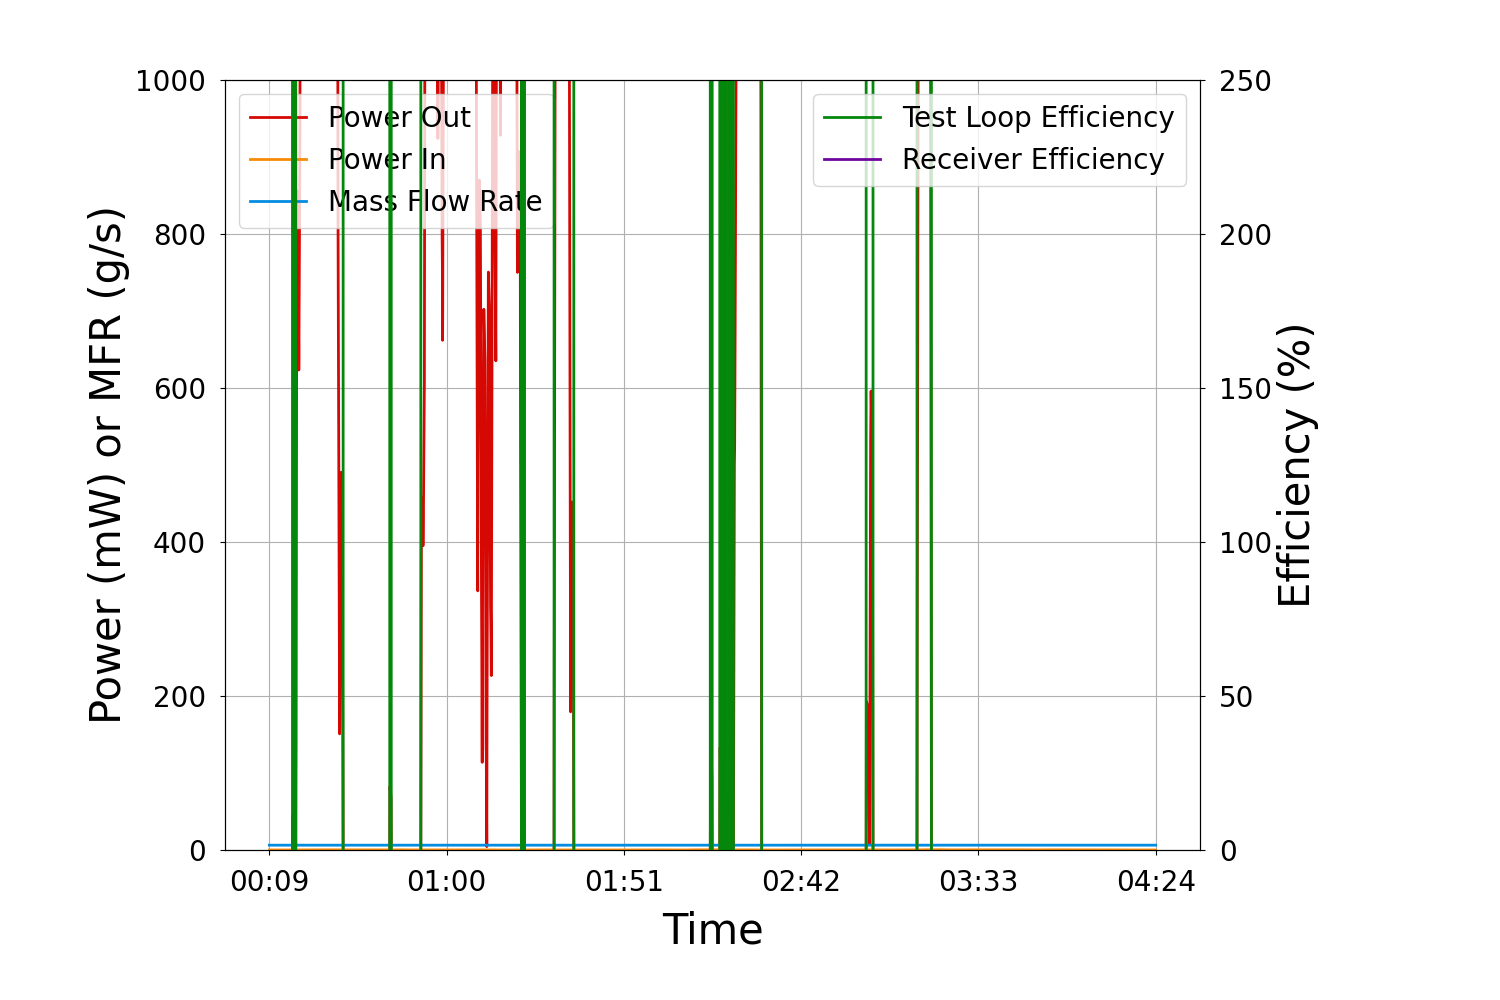 1000
800
600
400
200
0
Power (mW) or MFR (g/s)
Power Out
Power In
Mass Flow Rate
Test Loop Efficiency
Receiver Efficiency
250
200
150
100
50
0
Efficiency (%)
00:09 01:00 01:51 02:42 03:33 04:24
Time